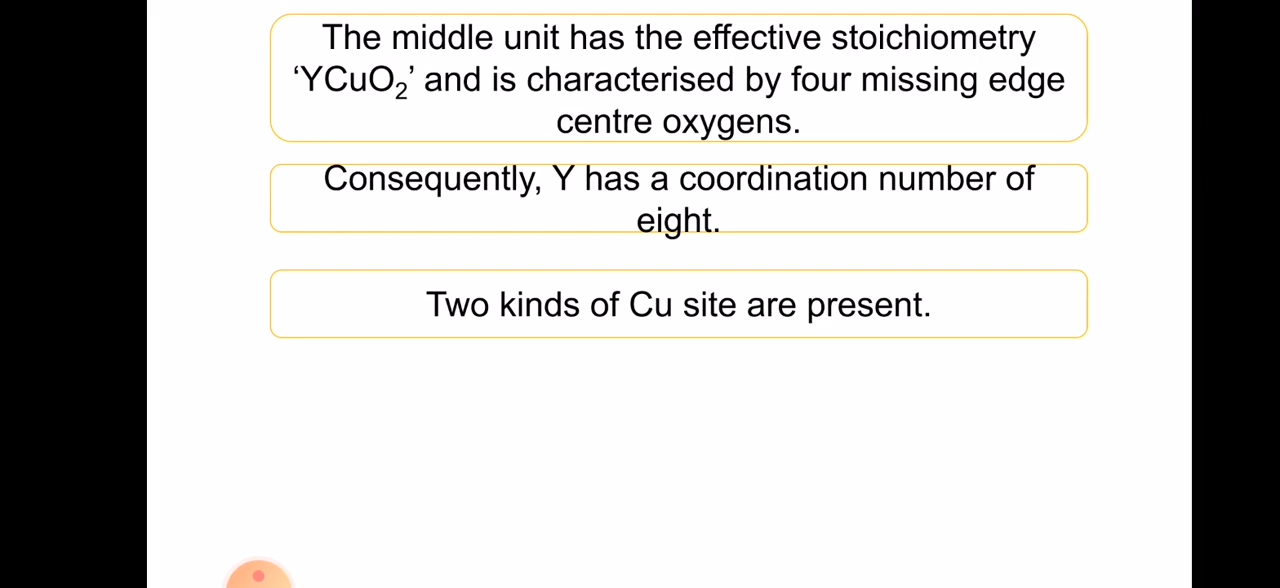 The middle unit has the effective stoichiometry
‘YCuO₂’ and is characterised by four missing edge
centre oxygens.
Consequently, Y has a coordination number of
eight.
Two kinds of Cu site are present.